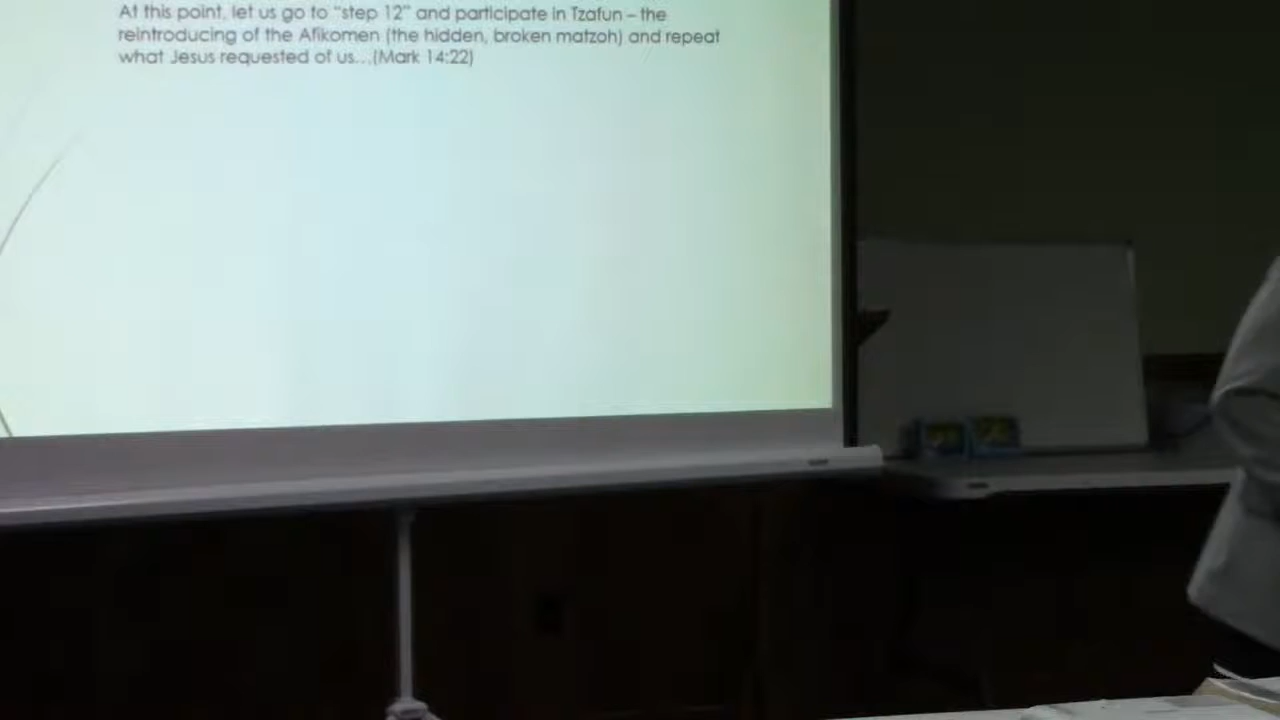 At this point, let us go to "step 12" and participate in Tzafun – the
reintroducing of the Afikomen (the hidden, broken matzoh) and repeat
what Jesus requested of us...(Mark 14:22)